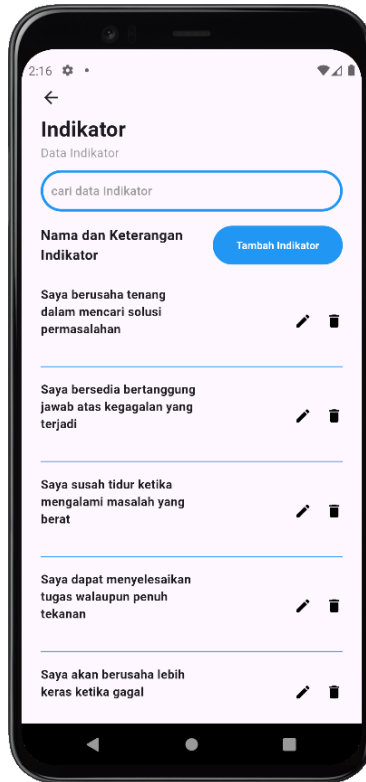 2:16
Indikator
Data Indikator
cari data Indikator
Nama dan Keterangan
Indikator
Tambah Indikator
Saya berusaha tenang
dalam mencari solusi
permasalahan
Saya bersedia bertanggung
jawab atas kegagalan yang
terjadi
Saya susah tidur ketika
mengalami masalah yang
berat
Saya dapat menyelesaikan
tugas walaupun penuh
tekanan
Saya akan berusaha lebih
keras ketika gagal